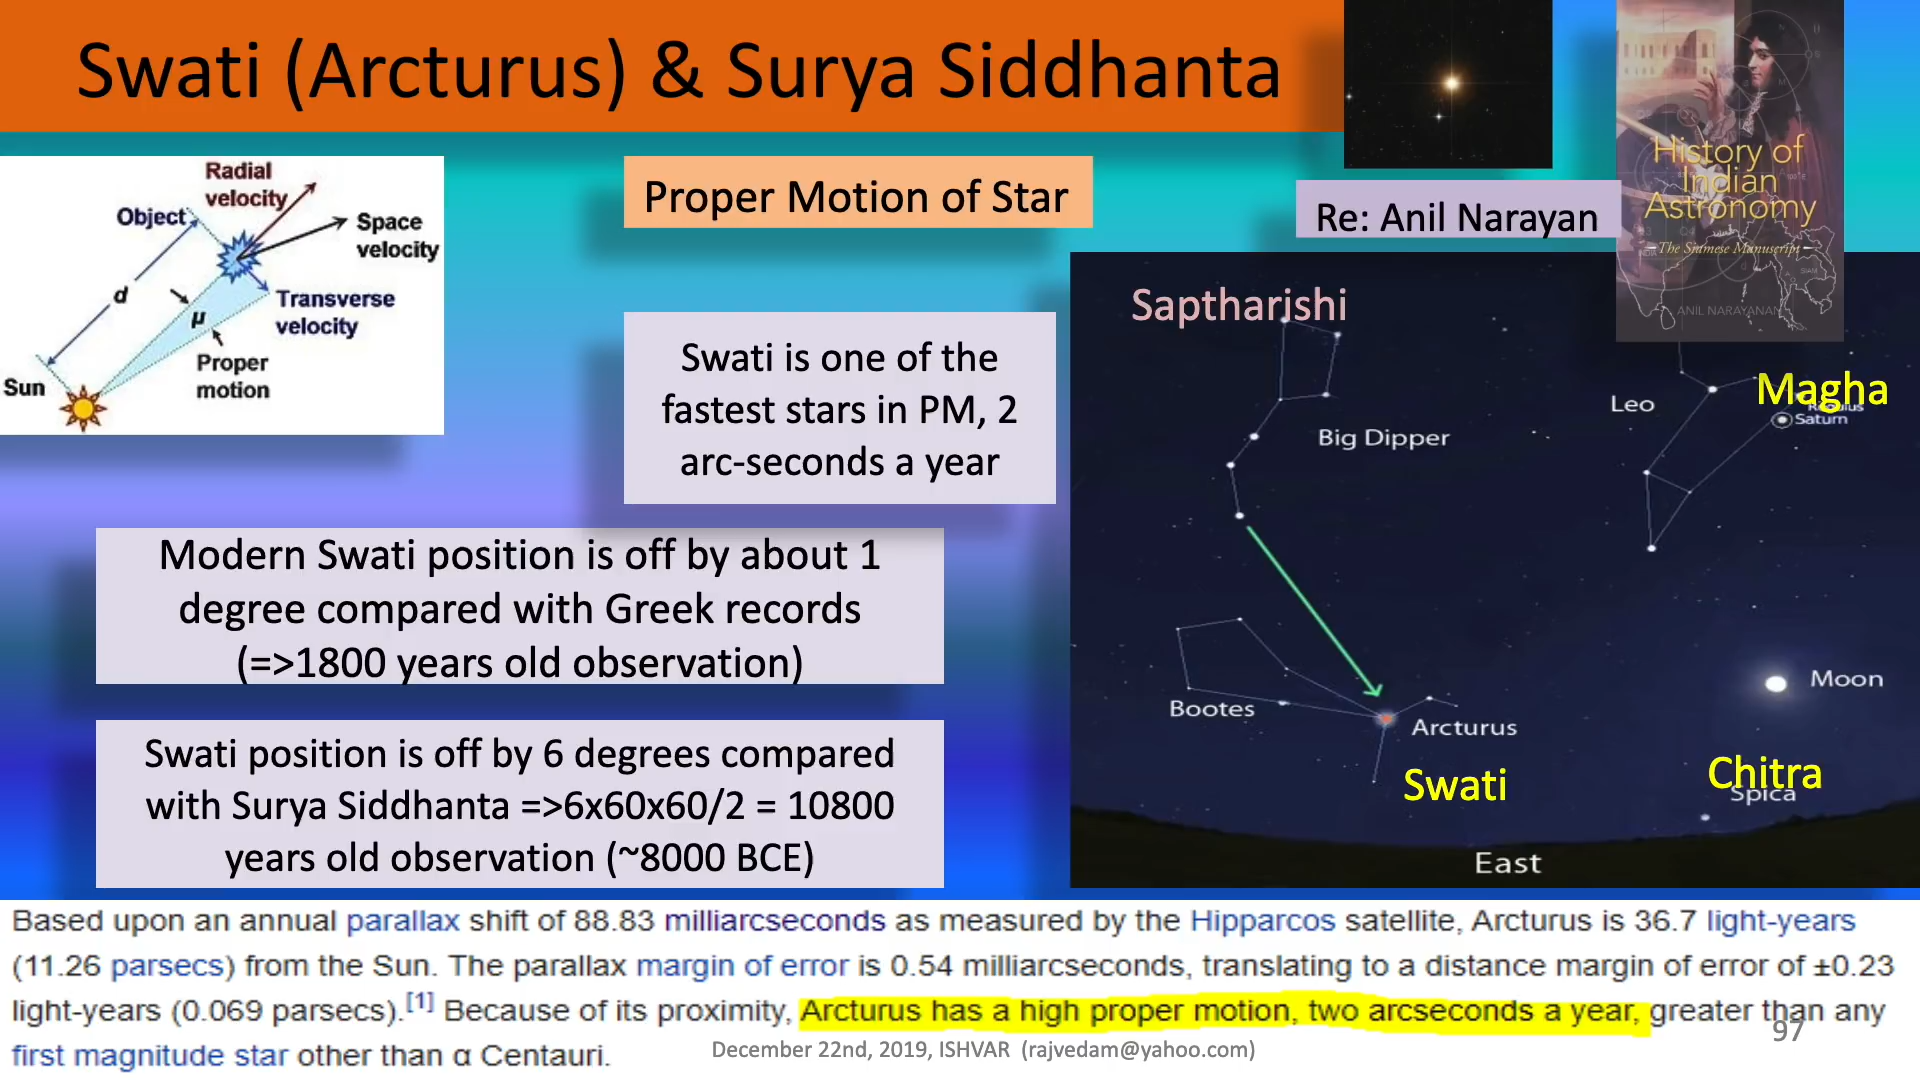 Swati (Arcturus) & Surya Siddhanta
Radial
velocity
Object
Space
velocity
d
μ
Transverse
velocity
Proper
motion
Sun
Proper Motion of Star
Re: Anil Narayan
History of
Indian
Astronomy
The Siamese Manuscript
INDIA
SIAM
ANIL NARAYANAN
Swati is one of the
fastest stars in PM, 2
arc-seconds a year
Modern Swati position is off by about 1
degree compared with Greek records
(=>1800 years old observation)
Swati position is off by 6 degrees compared
with Surya Siddhanta =>6x60x60/2 = 10800
years old observation (~8000 BCE)
Saptharishi
Big Dipper
Leo
Magha
Regulus
Saturn
Bootes
Arcturus
Swati
Moon
Chitra
Spica
East
Based upon an annual parallax shift of 88.83 milliarcseconds as measured by the Hipparcos satellite, Arcturus is 36.7 light-years
(11.26 parsecs) from the Sun. The parallax margin of error is 0.54 milliarcseconds, translating to a distance margin of error of ±0.23
light-years (0.069 parsecs).[1] Because of its proximity, Arcturus has a high proper motion, two arcseconds a year, greater than any
first magnitude star other than α Centauri.
December 22nd, 2019, ISHVAR (rajvedam@yahoo.com)
97